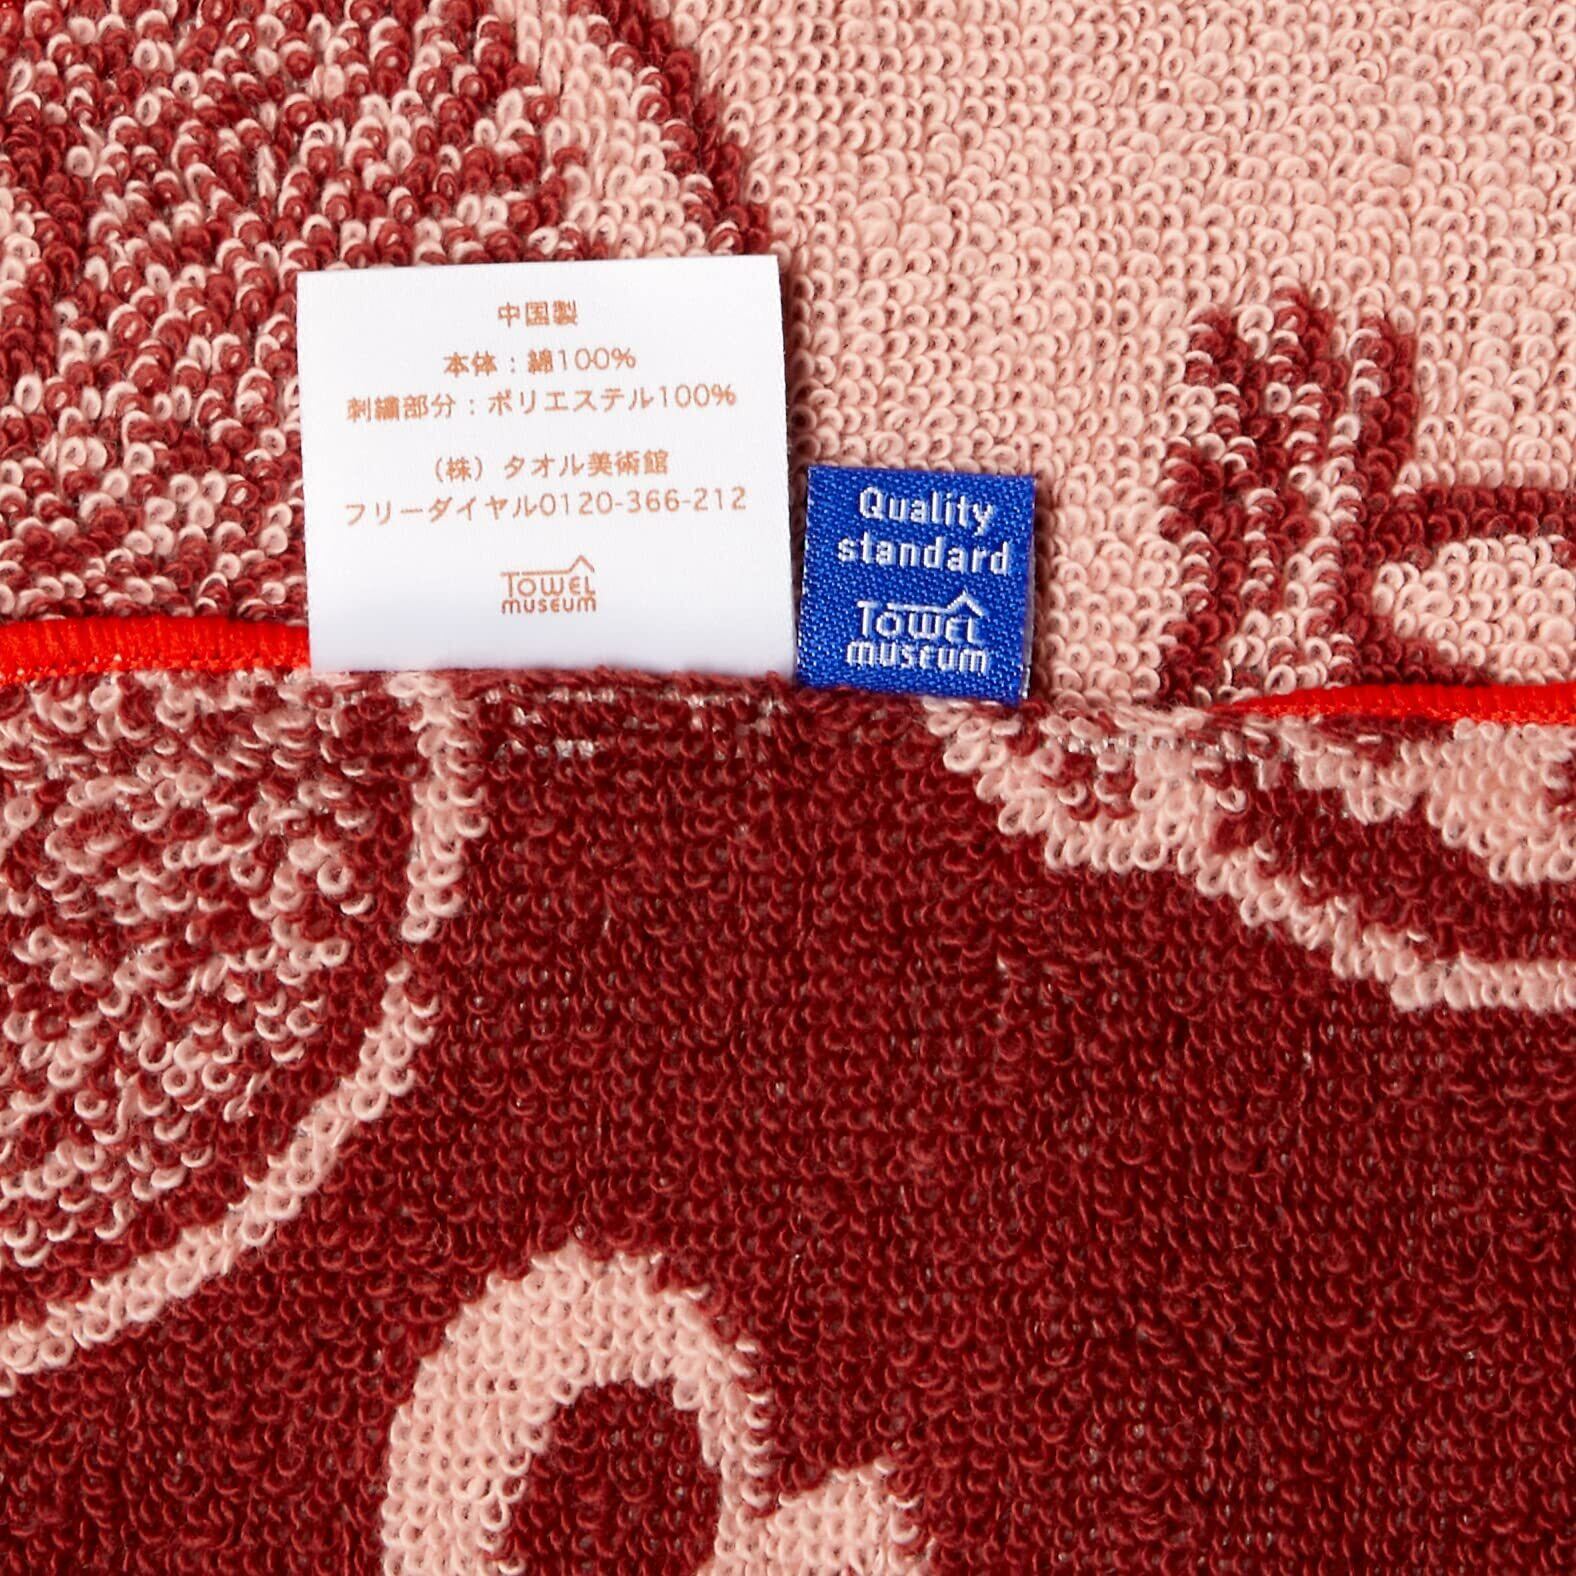 中国製
本体：綿100%
刺繍部分：ポリエステル100%
（株）タオル美術館
フリーダイヤル0120-366-212
TOWEL
MUSEUM
Quality
standard
TOWEL
MUSEUM